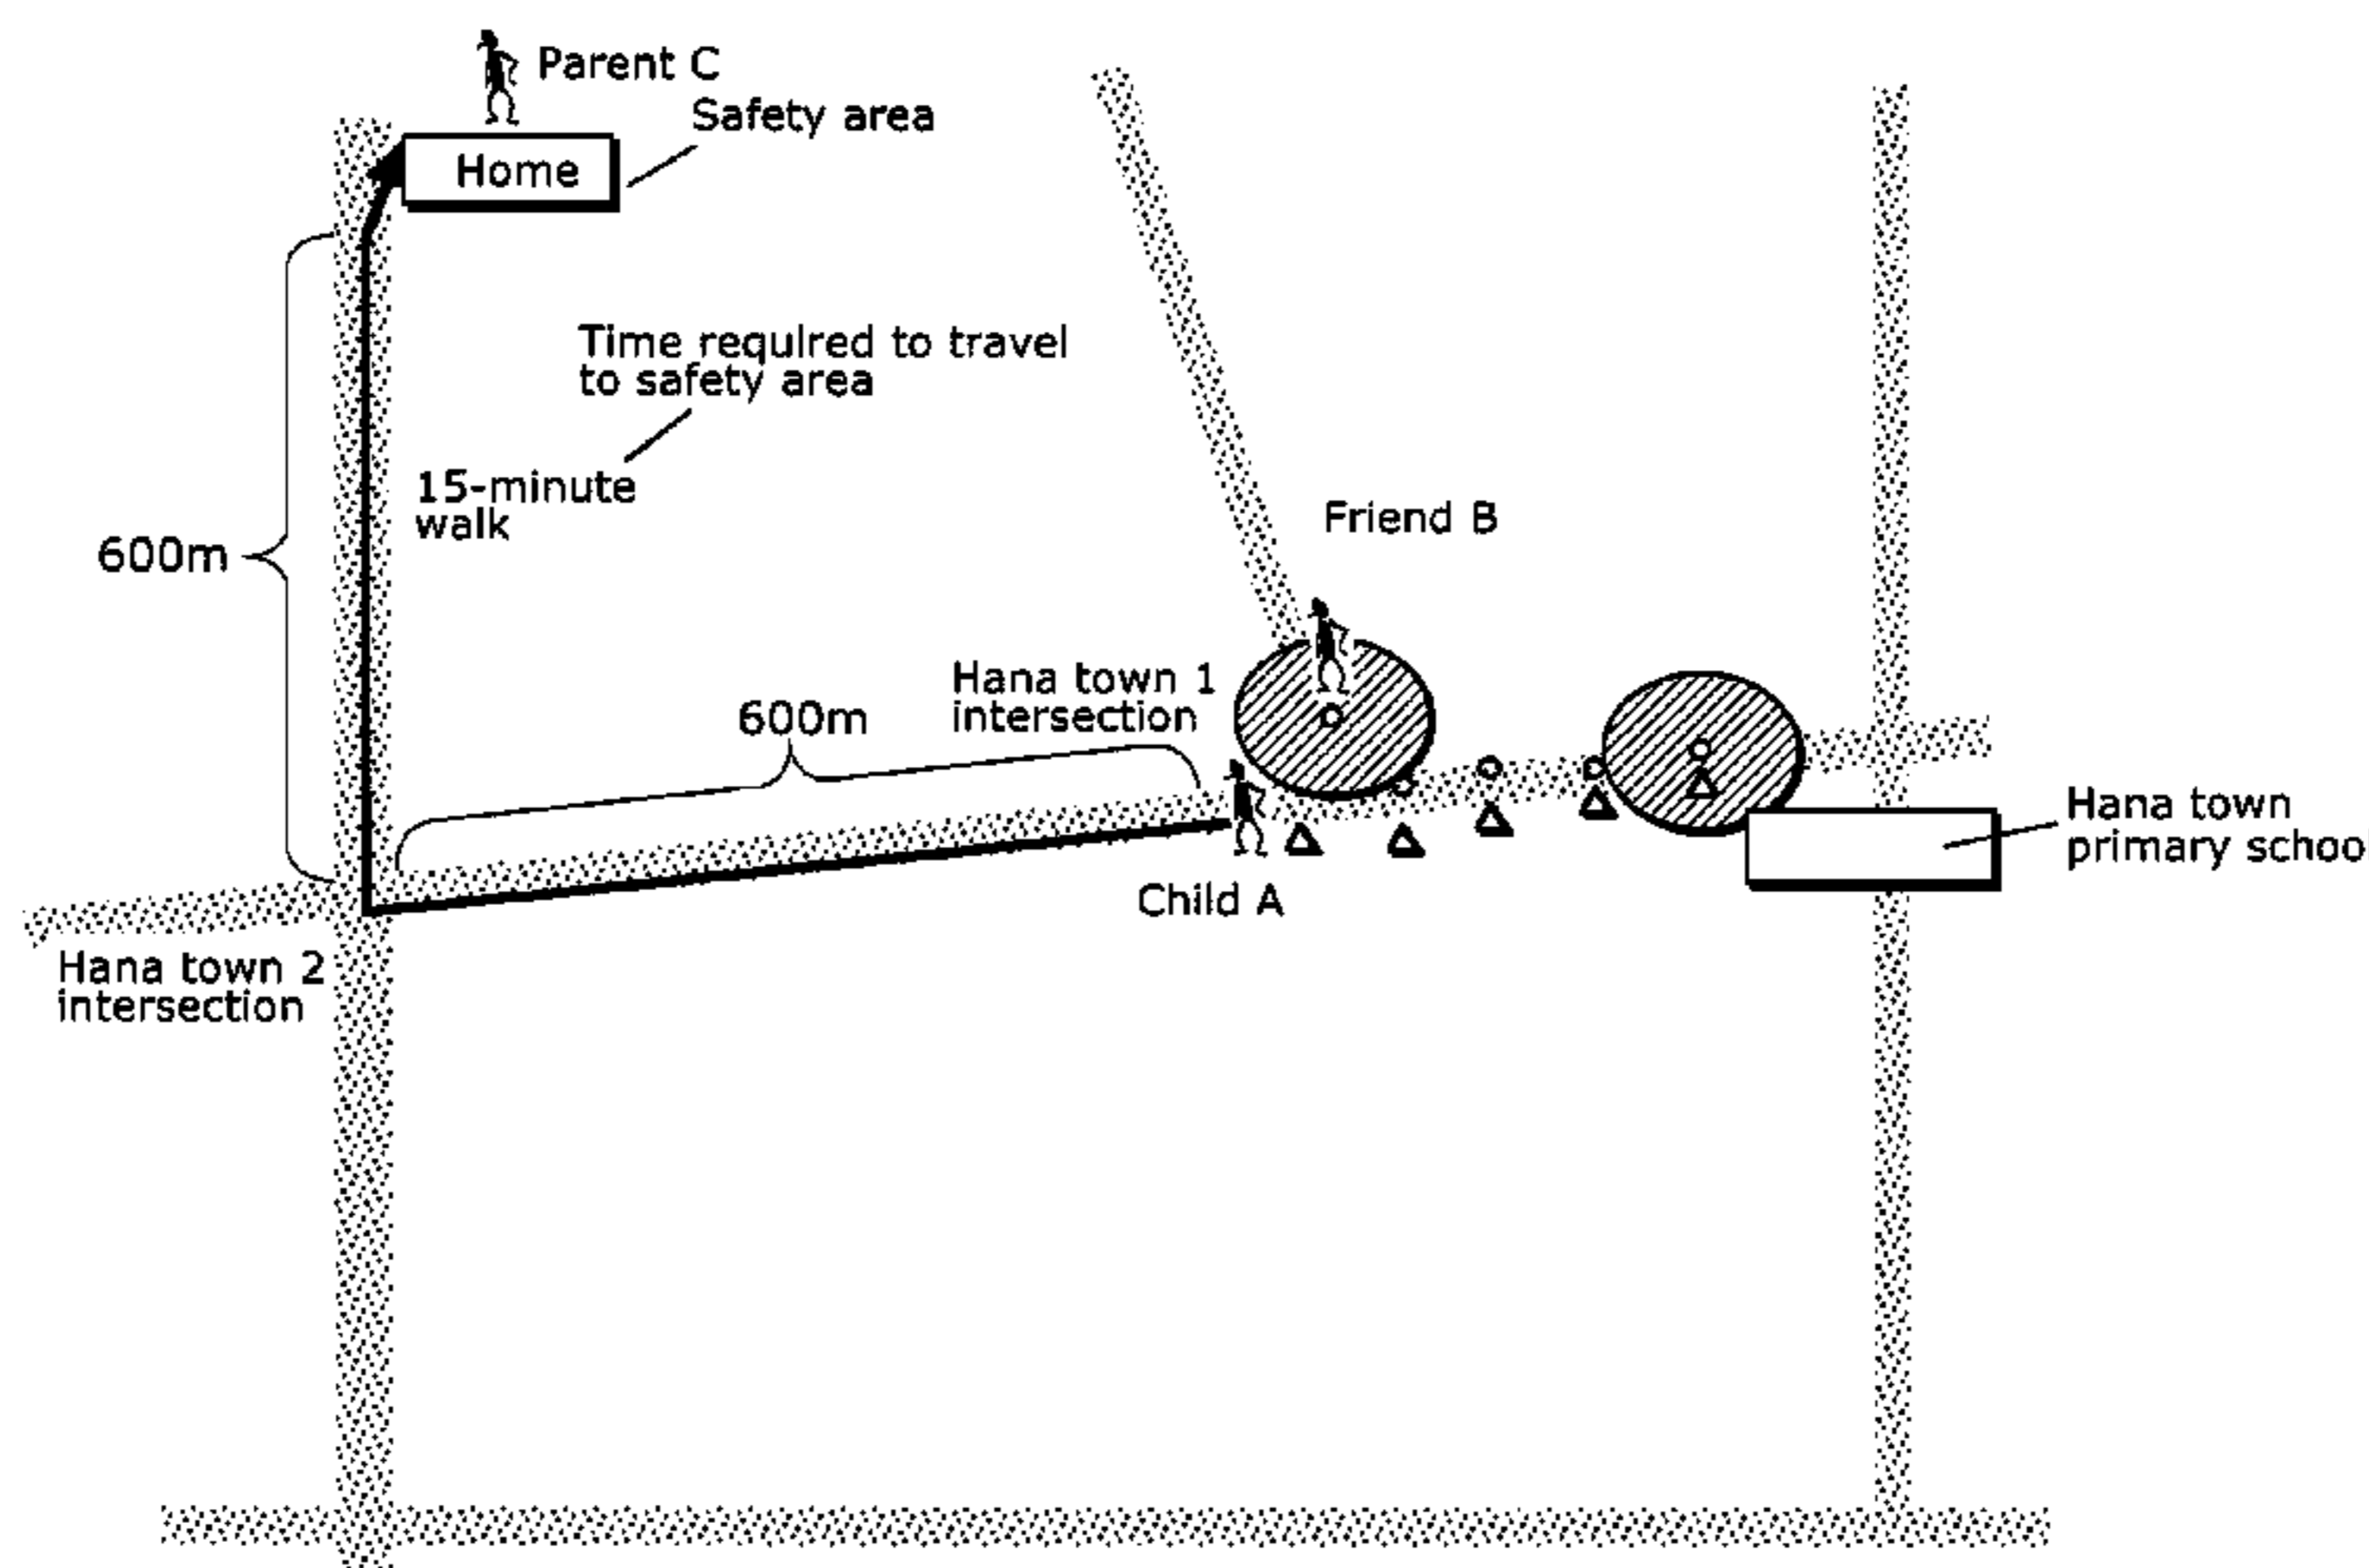 Parent C
Safety area
Home
Time required to travel
to safety area
15-minute
walk
600m
Friend B
Hana town 1
intersection
600m
Hana town
primary school
Child A
Hana town 2
intersection